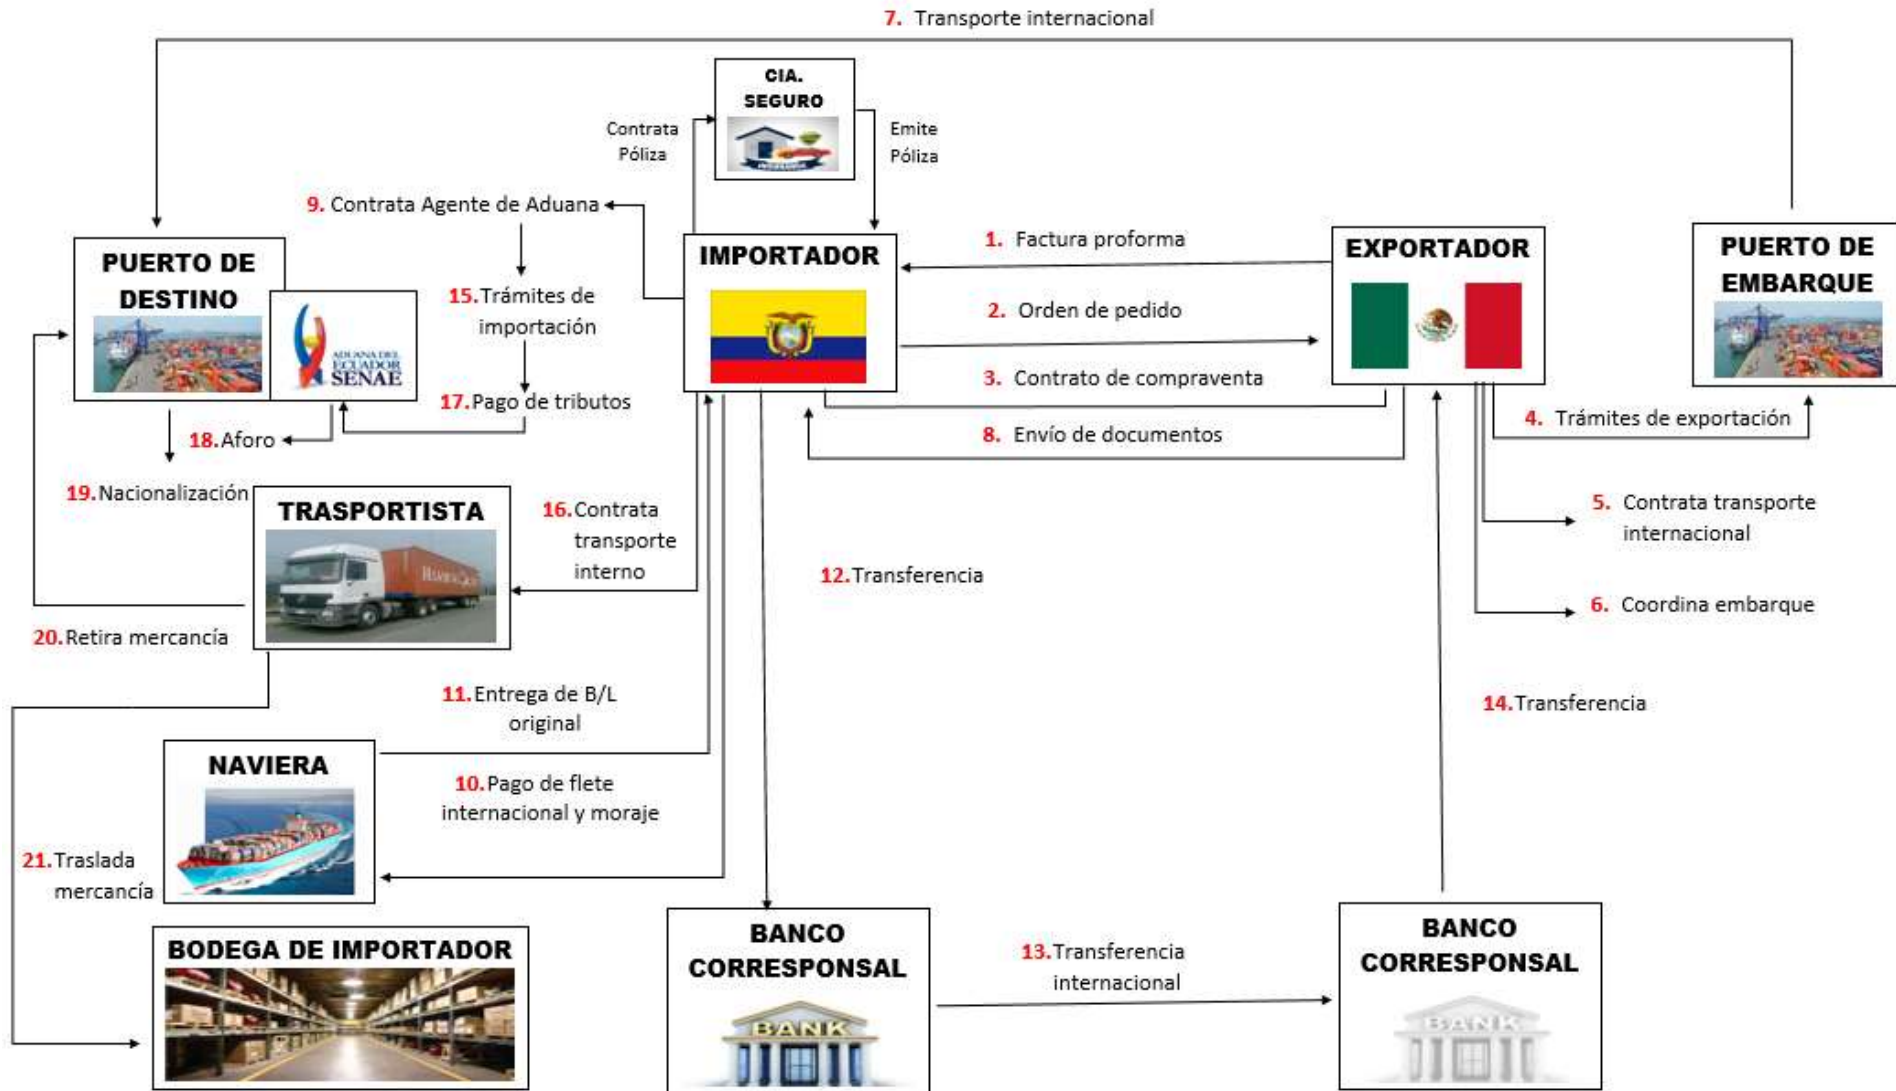 7. Transporte internacional
CIA.
SEGURO
Contrata
Póliza
Emite
Póliza
9. Contrata Agente de Aduana
PUERTO DE
DESTINO
ADUANA DEL
ECUADOR
SENAE
15.Trámites de
importación
17.Pago de tributos
18.Aforo
19.Nacionalización
IMPORTADOR
1. Factura proforma
2. Orden de pedido
3. Contrato de compraventa
8. Envío de documentos
EXPORTADOR
PUERTO DE
EMBARQUE
4. Trámites de exportación
5. Contrata transporte
internacional
6. Coordina embarque
TRASPORTISTA
16.Contrata
transporte
interno
12.Transferencia
20.Retira mercancía
11.Entrega de B/L
original
14.Transferencia
NAVIERA
10.Pago de flete
internacional y moraje
21.Traslada
mercancía
BODEGA DE IMPORTADOR
BANCO
CORRESPONSAL
BANK
13.Transferencia
internacional
BANCO
CORRESPONSAL
BANK